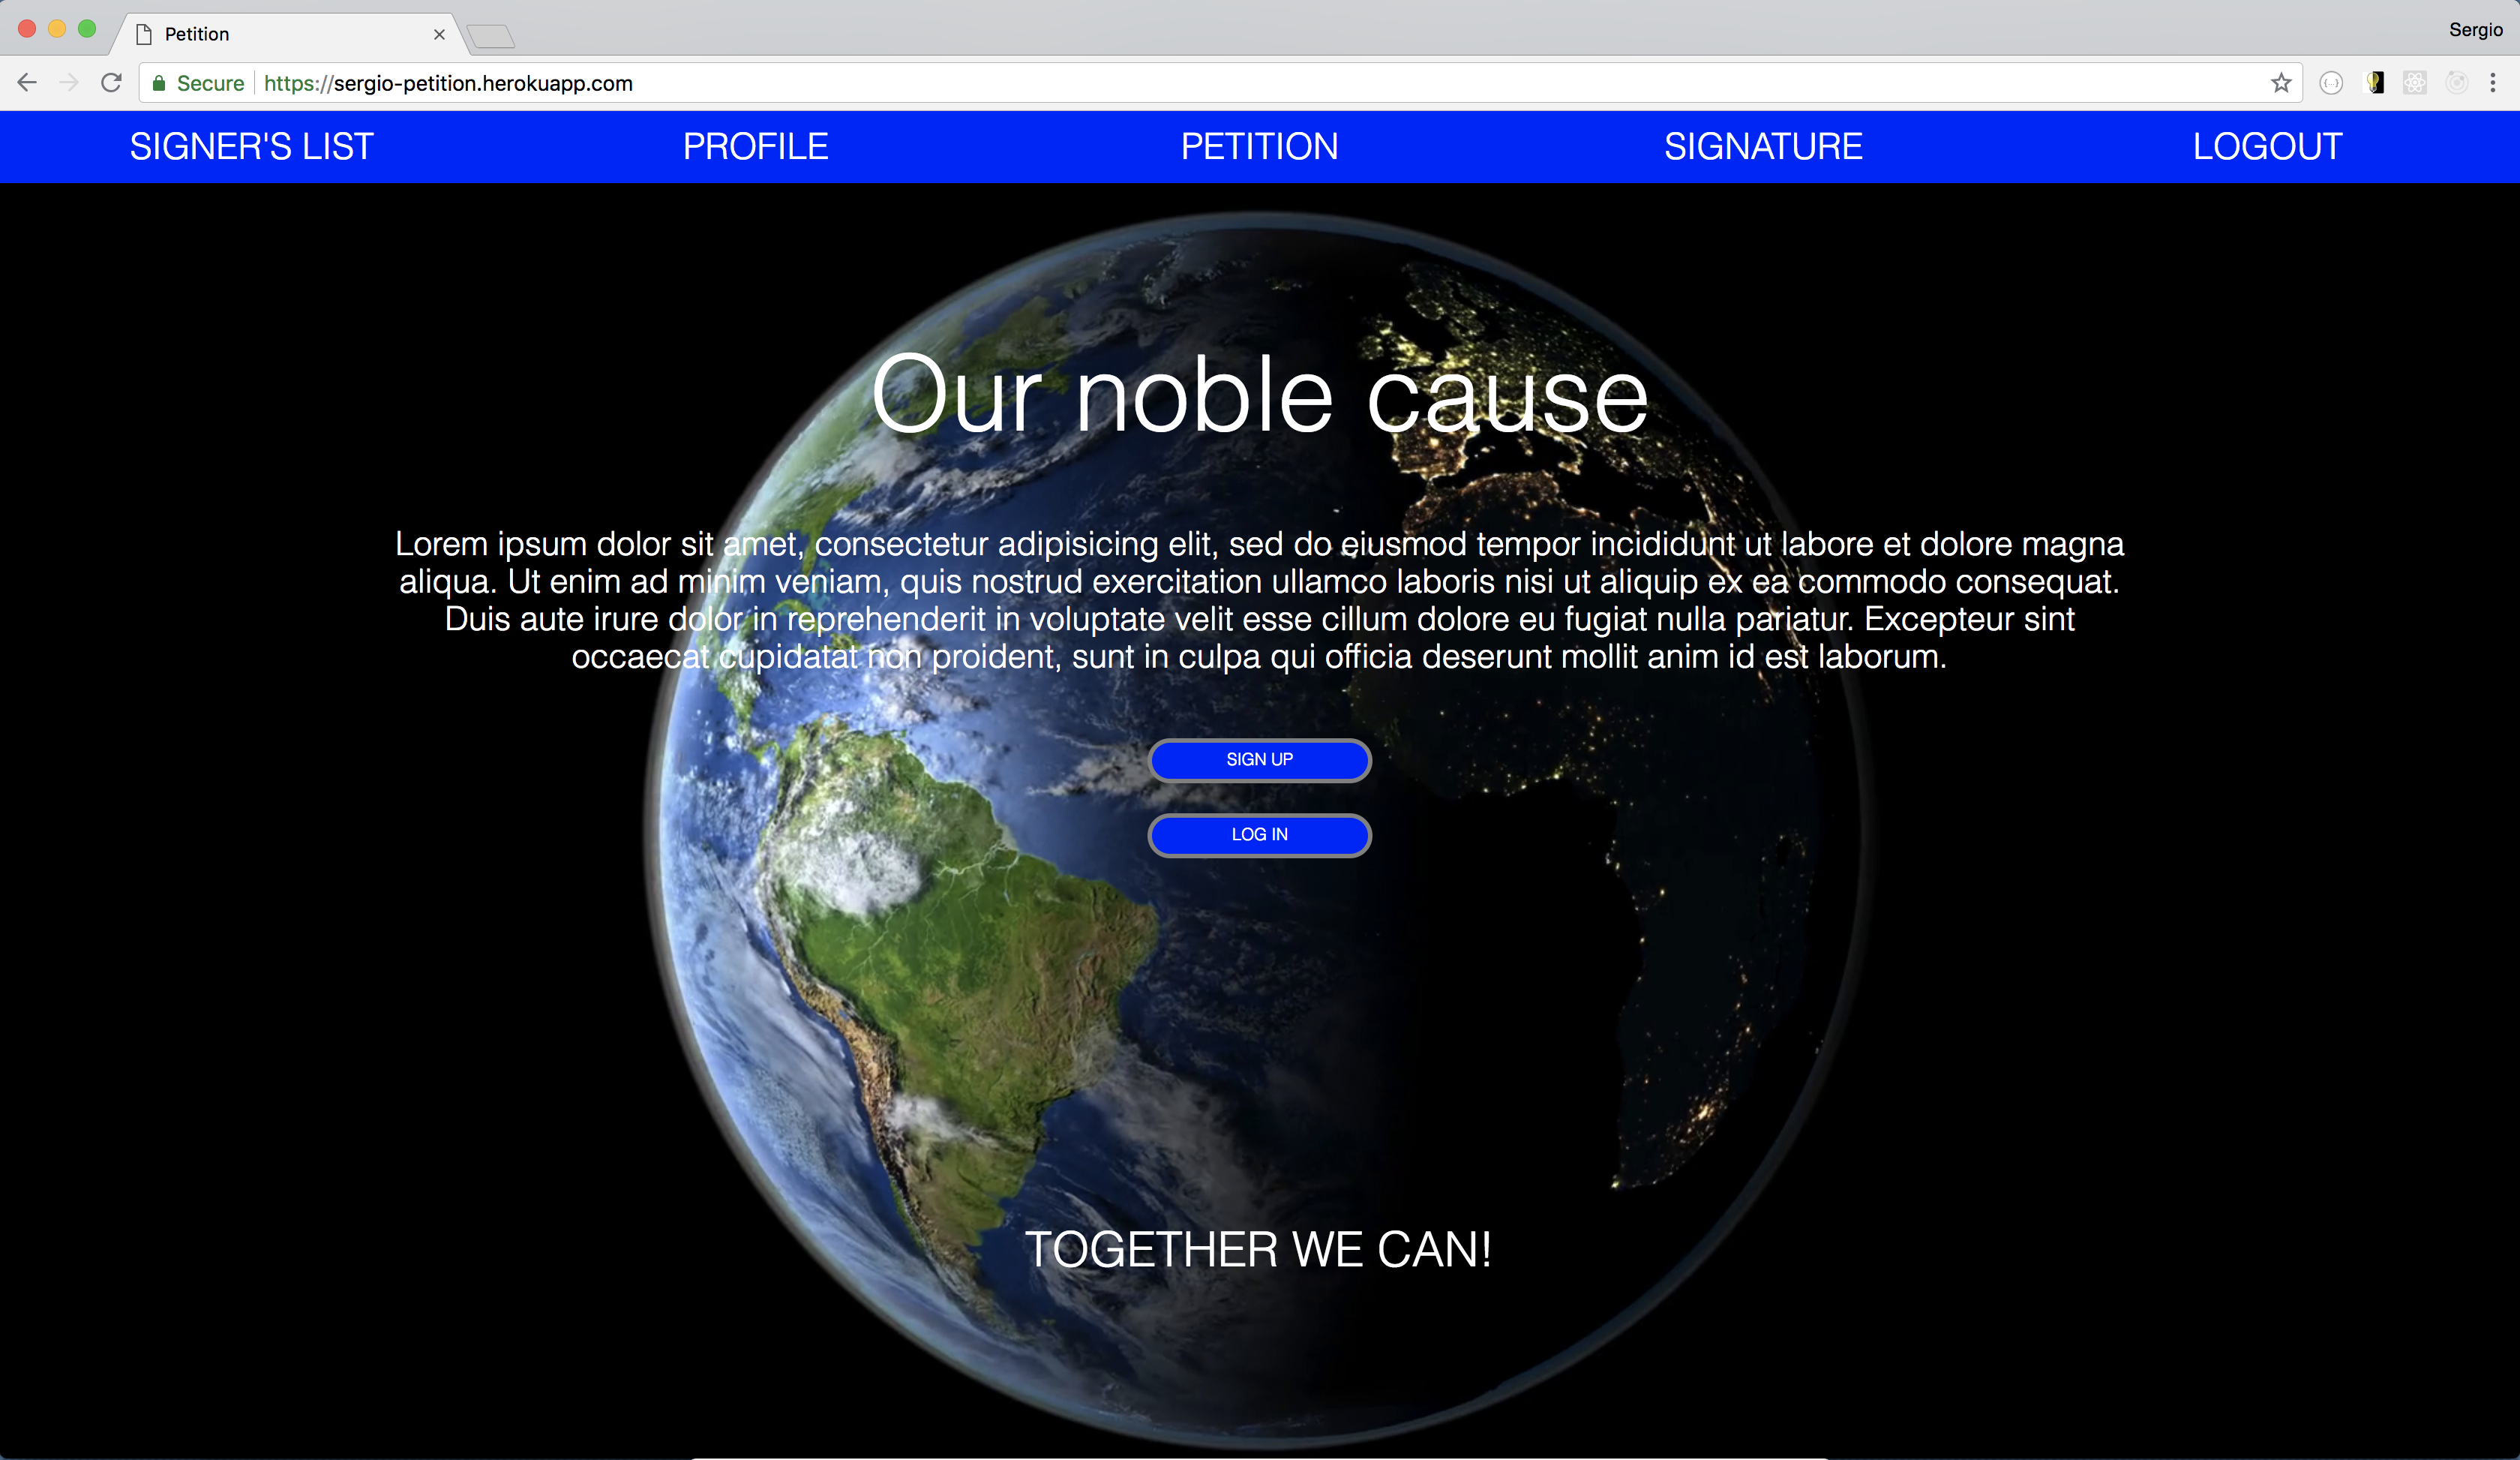 Petition
Sergio
Secure https://sergio-petition.herokuapp.com
SIGNER'S LIST PROFILE PETITION SIGNATURE LOGOUT
Our noble cause
Lorem ipsum dolor sit amet, consectetur adipisicing elit, sed do eiusmod tempor incididunt ut labore et dolore magna
aliqua. Ut enim ad minim veniam, quis nostrud exercitation ullamco laboris nisi ut aliquip ex ea commodo consequat.
Duis aute irure dolor in reprehenderit in voluptate velit esse cillum dolore eu fugiat nulla pariatur. Excepteur sint
occaecat cupidatat non proident, sunt in culpa qui officia deserunt mollit anim id est laborum.
SIGN UP
LOG IN
TOGETHER WE CAN!